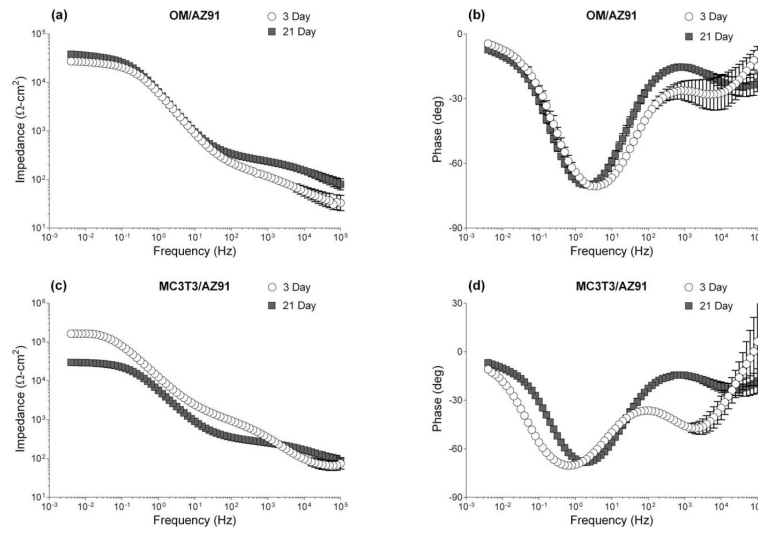 (a) OM/AZ91
3 Day
21 Day
Impedance (Ω-cm²)
10⁵
10⁴
10³
10²
10¹
10⁻³ 10⁻² 10⁻¹ 10⁰ 10¹ 10² 10³ 10⁴ 10⁵
Frequency (Hz)
(b) OM/AZ91
3 Day
21 Day
Phase (deg)
0
-30
-60
-90
10⁻³ 10⁻² 10⁻¹ 10⁰ 10¹ 10² 10³ 10⁴ 10⁵
Frequency (Hz)
(c) MC3T3/AZ91
3 Day
21 Day
Impedance (Ω-cm²)
10⁶
10⁵
10⁴
10³
10²
10¹
10⁻³ 10⁻² 10⁻¹ 10⁰ 10¹ 10² 10³ 10⁴ 10⁵
Frequency (Hz)
(d) MC3T3/AZ91
3 Day
21 Day
Phase (deg)
30
0
-30
-60
-90
10⁻³ 10⁻² 10⁻¹ 10⁰ 10¹ 10² 10³ 10⁴ 10⁵
Frequency (Hz)